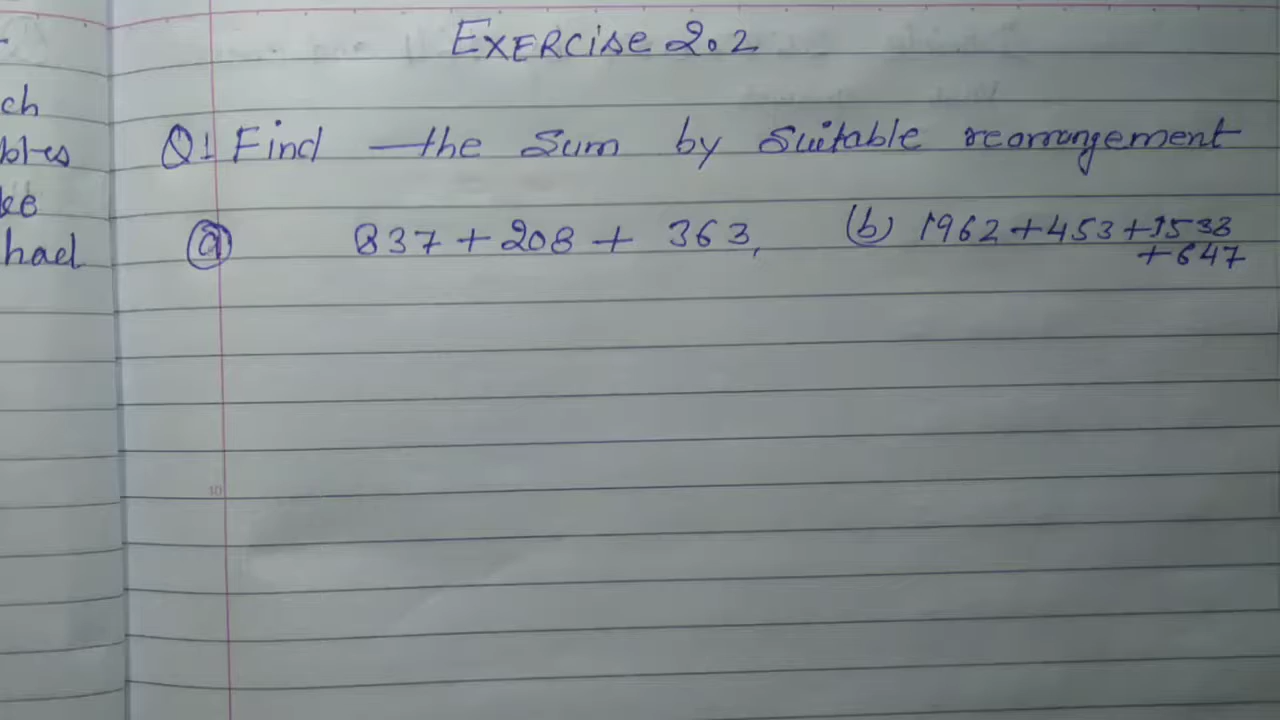 Exercise 2.2
ch
bles
ke
had
Q1 Find the Sum by Suitable rearrangement
(a) 837 + 208 + 363, (b) 1962 + 453 + 1538
+ 647
10